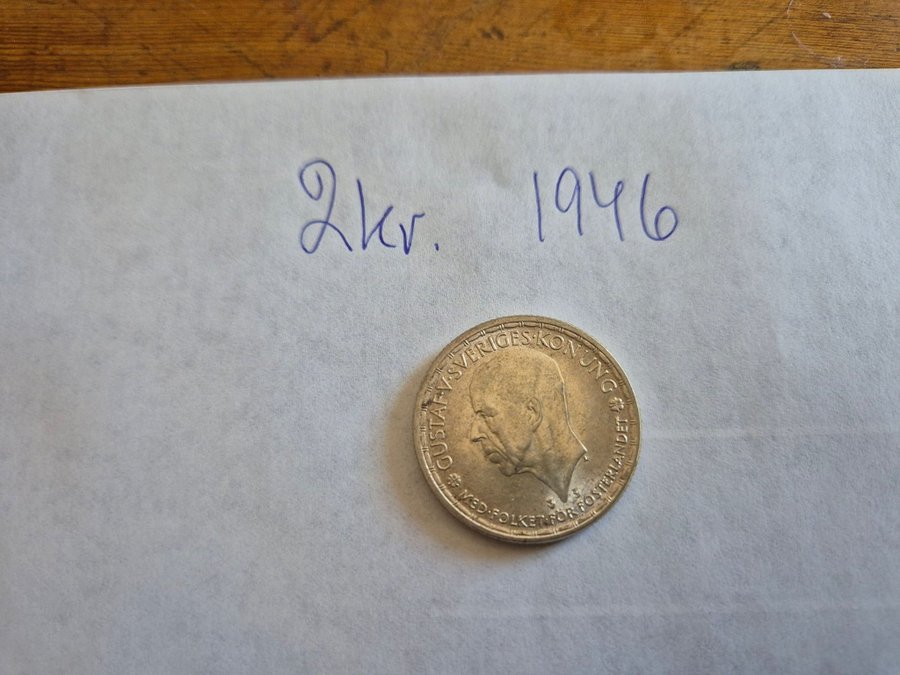 2kr. 1946
GUSTAF·V·SVERIGES·KONUNG
MED·FOLKET·FÖR·FOSTERLANDET